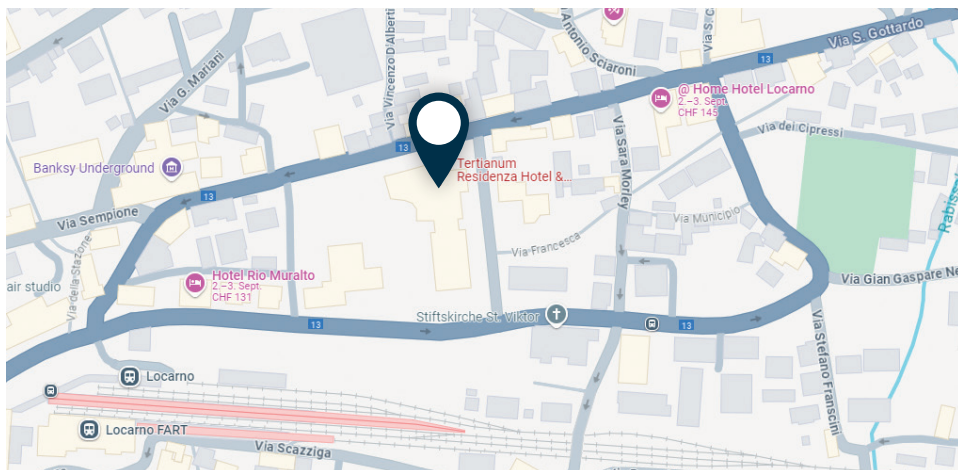 Via Vincenzo D'Alberti
Antonio Sciaroni
Via S. C
Via S. Gottardo
13
Via G. Mariani
@ Home Hotel Locarno
2.–3. Sept.
CHF 145
Via dei Cipressi
13
Banksy Underground
Tertianum
Residenza Hotel &...
Via Sara Morley
13
Via Sempione
Via Municipio
Rabissa
Via Francesca
Via della Stazone
Hotel Rio Muralto
2.–3. Sept.
CHF 131
air studio
Via Gian Gaspare Ne
Stiftskirche St. Viktor
13
13
Via Stefano Franscini
Locarno
Locarno FART
Via Scazziga